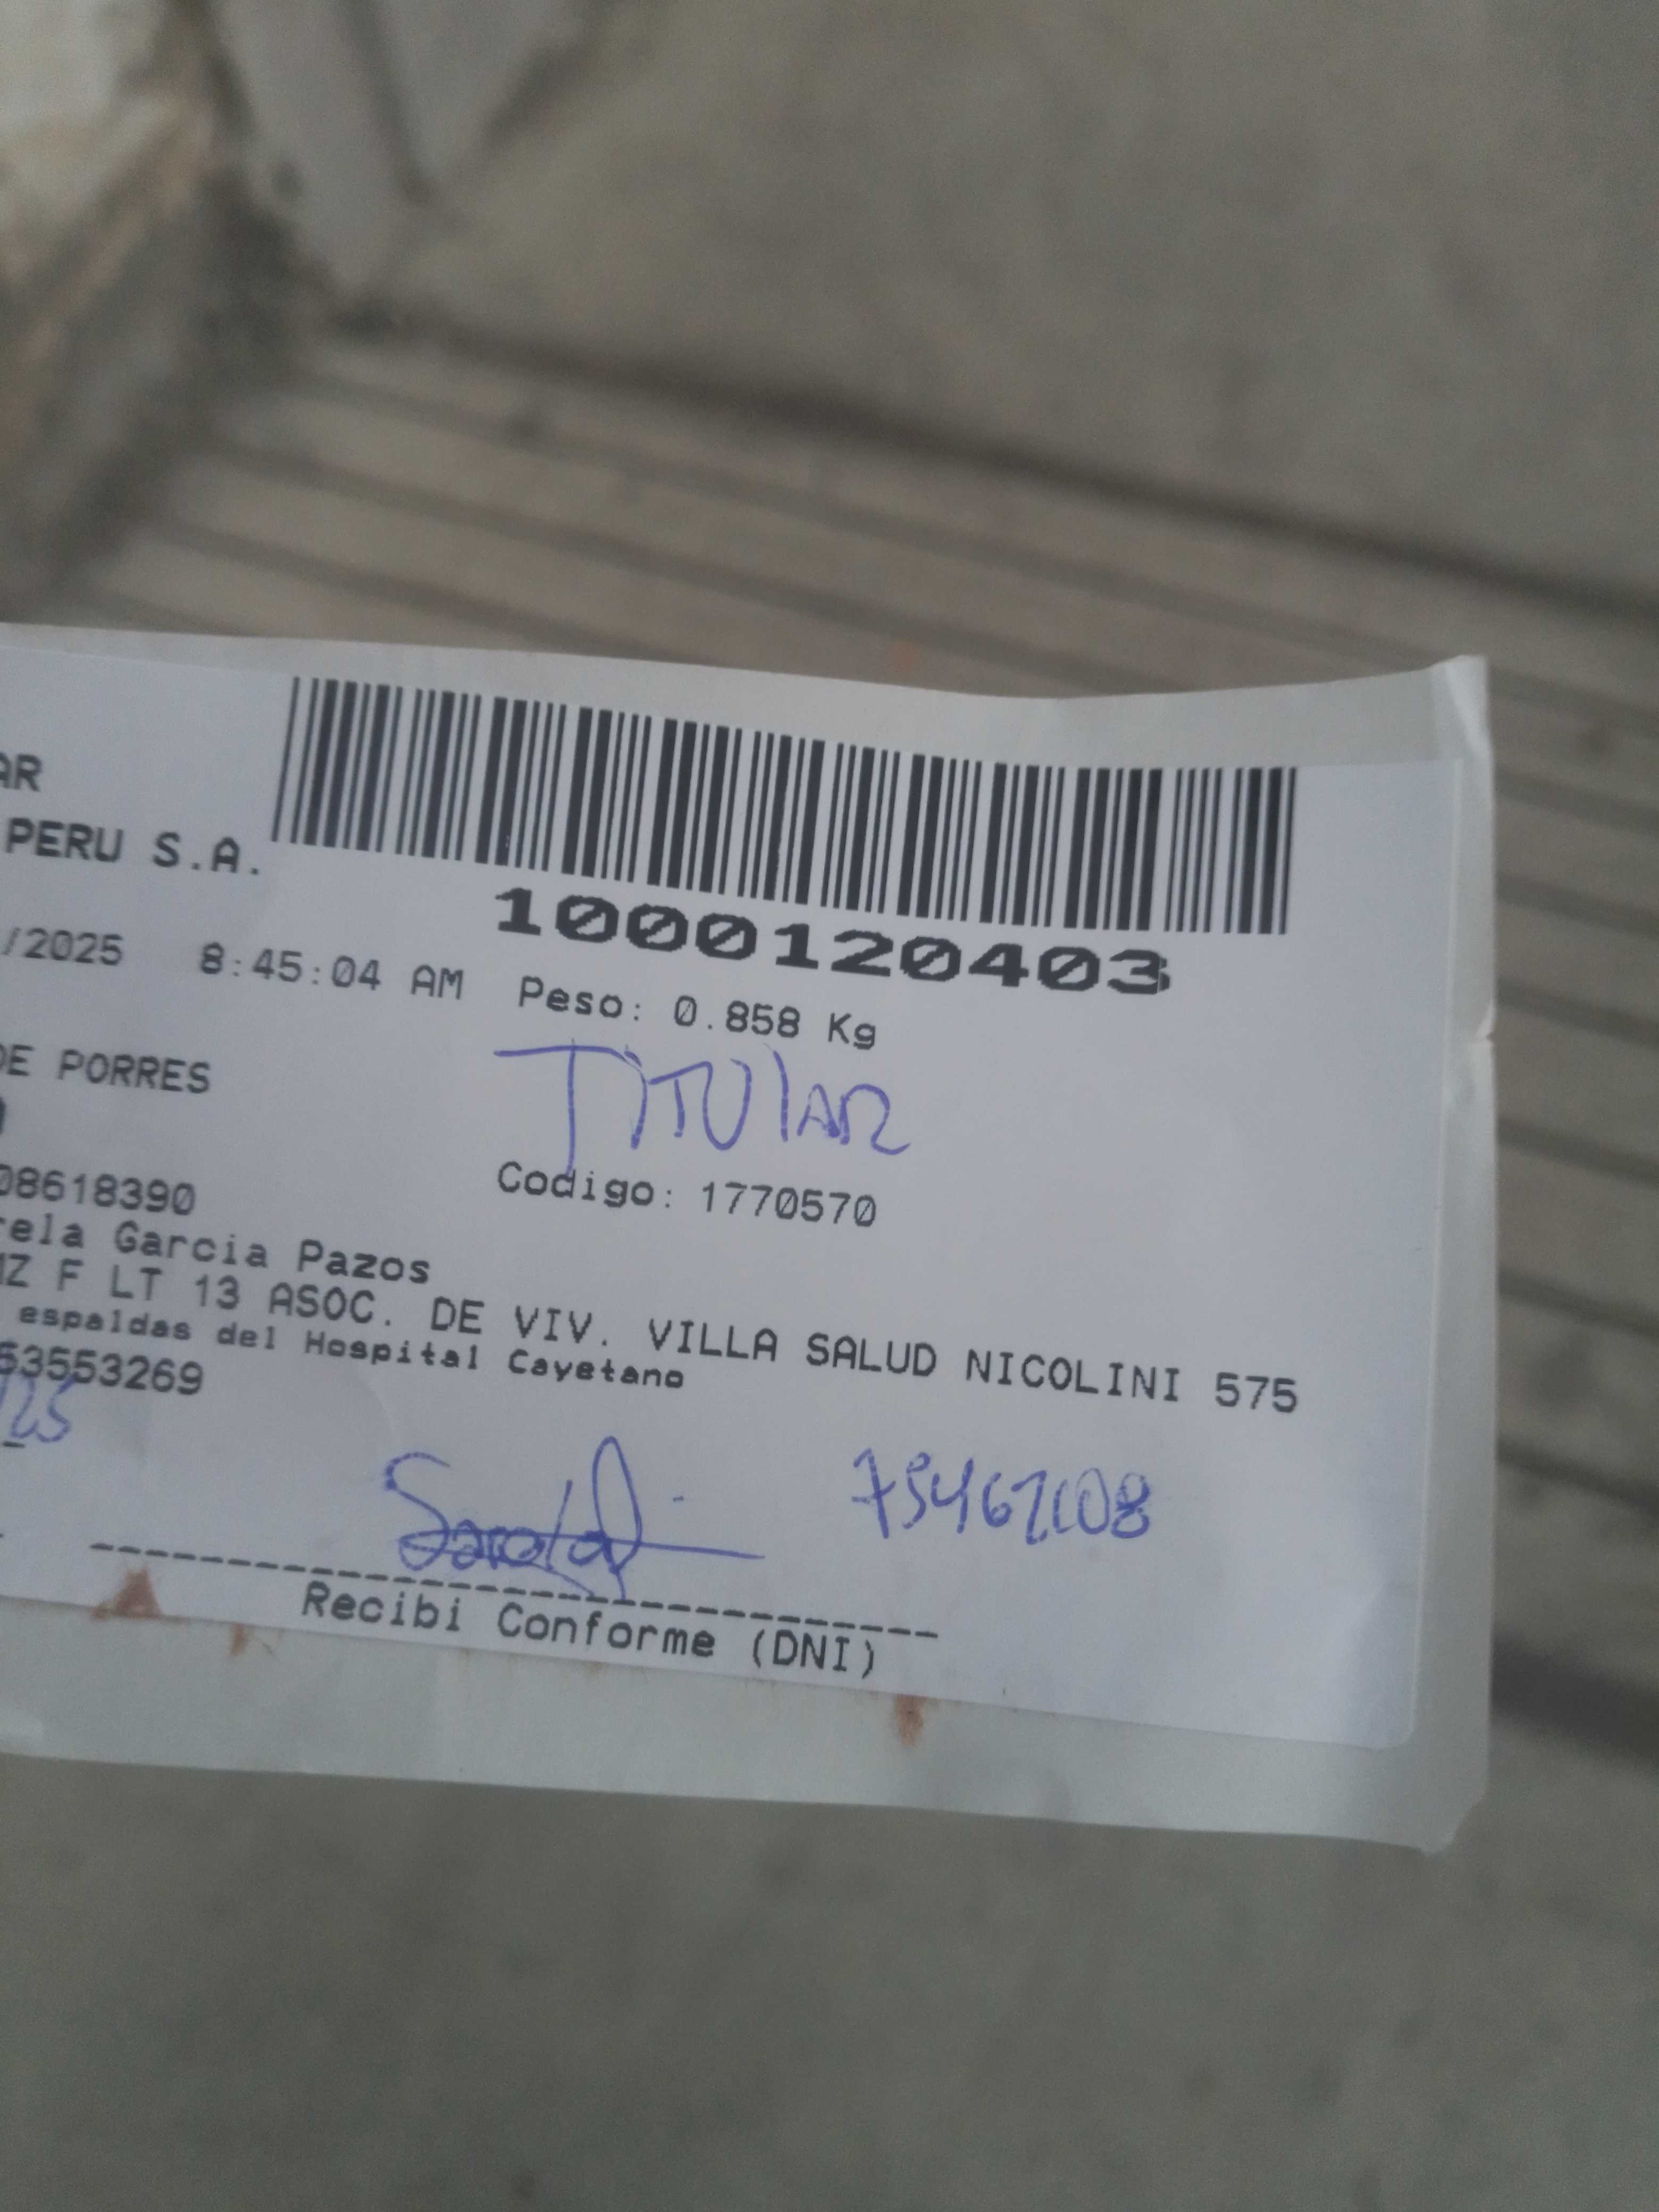 AR
PERU S.A.
1000120403
/2025 8:45:04 AM Peso: 0.858 Kg
DE PORRES
TITULAR
08618390 Codigo: 1770570
rela Garcia Pazos
MZ F LT 13 ASOC. DE VIV. VILLA SALUD NICOLINI 575
espaldas del Hospital Cayetano
53553269
125
Recibi Conforme (DNI)